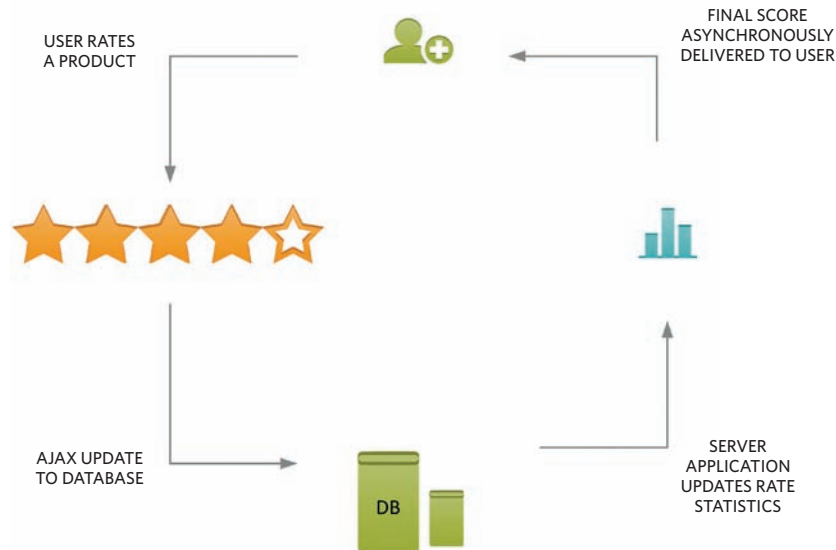 USER RATES
A PRODUCT
FINAL SCORE
ASYNCHRONOUSLY
DELIVERED TO USER
AJAX UPDATE
TO DATABASE
DB
SERVER
APPLICATION
UPDATES RATE
STATISTICS